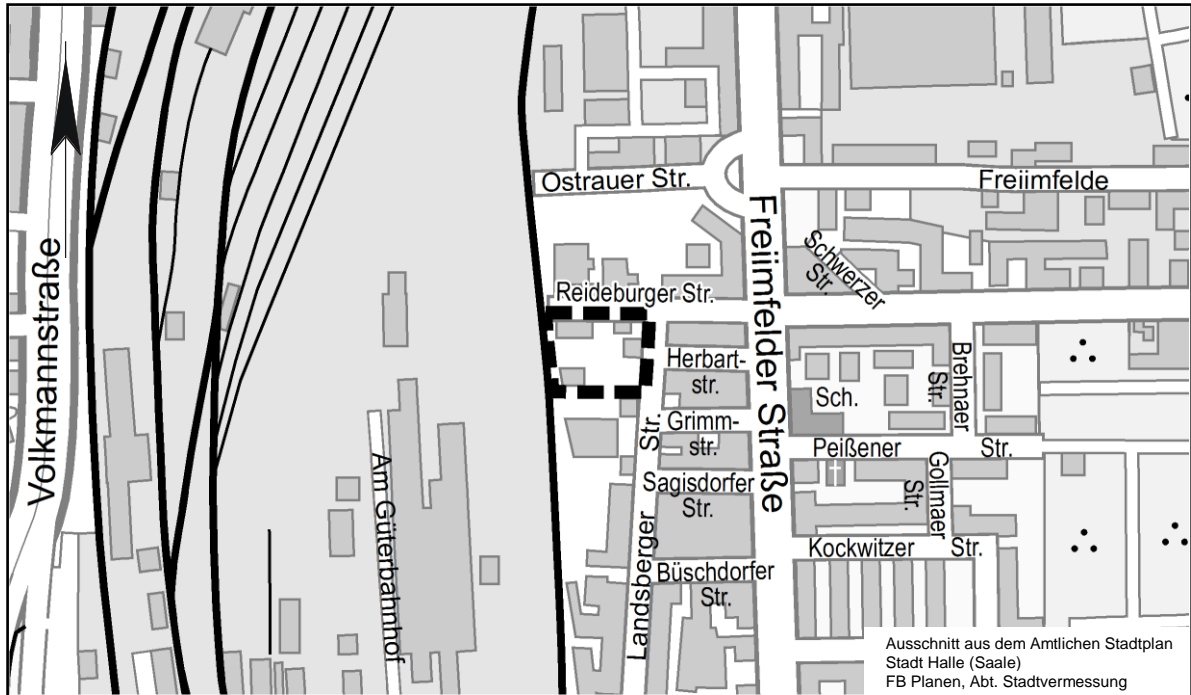 Ostrauer Str.
Freiimfelde
Freiimfelder Straße
Schwerzer
Str.
Volkmannstraße
Reideburger Str.
Herbart-
str.
Brehnaer
Str.
Sch.
Grimm-
str.
Peißener
Str.
Am Güterbahnhof
Landsberger
Str.
Sagisdorfer
Str.
Gollmaer
Str.
Kockwitzer
Str.
Büschdorfer
Str.
Ausschnitt aus dem Amtlichen Stadtplan
Stadt Halle (Saale)
FB Planen, Abt. Stadtvermessung